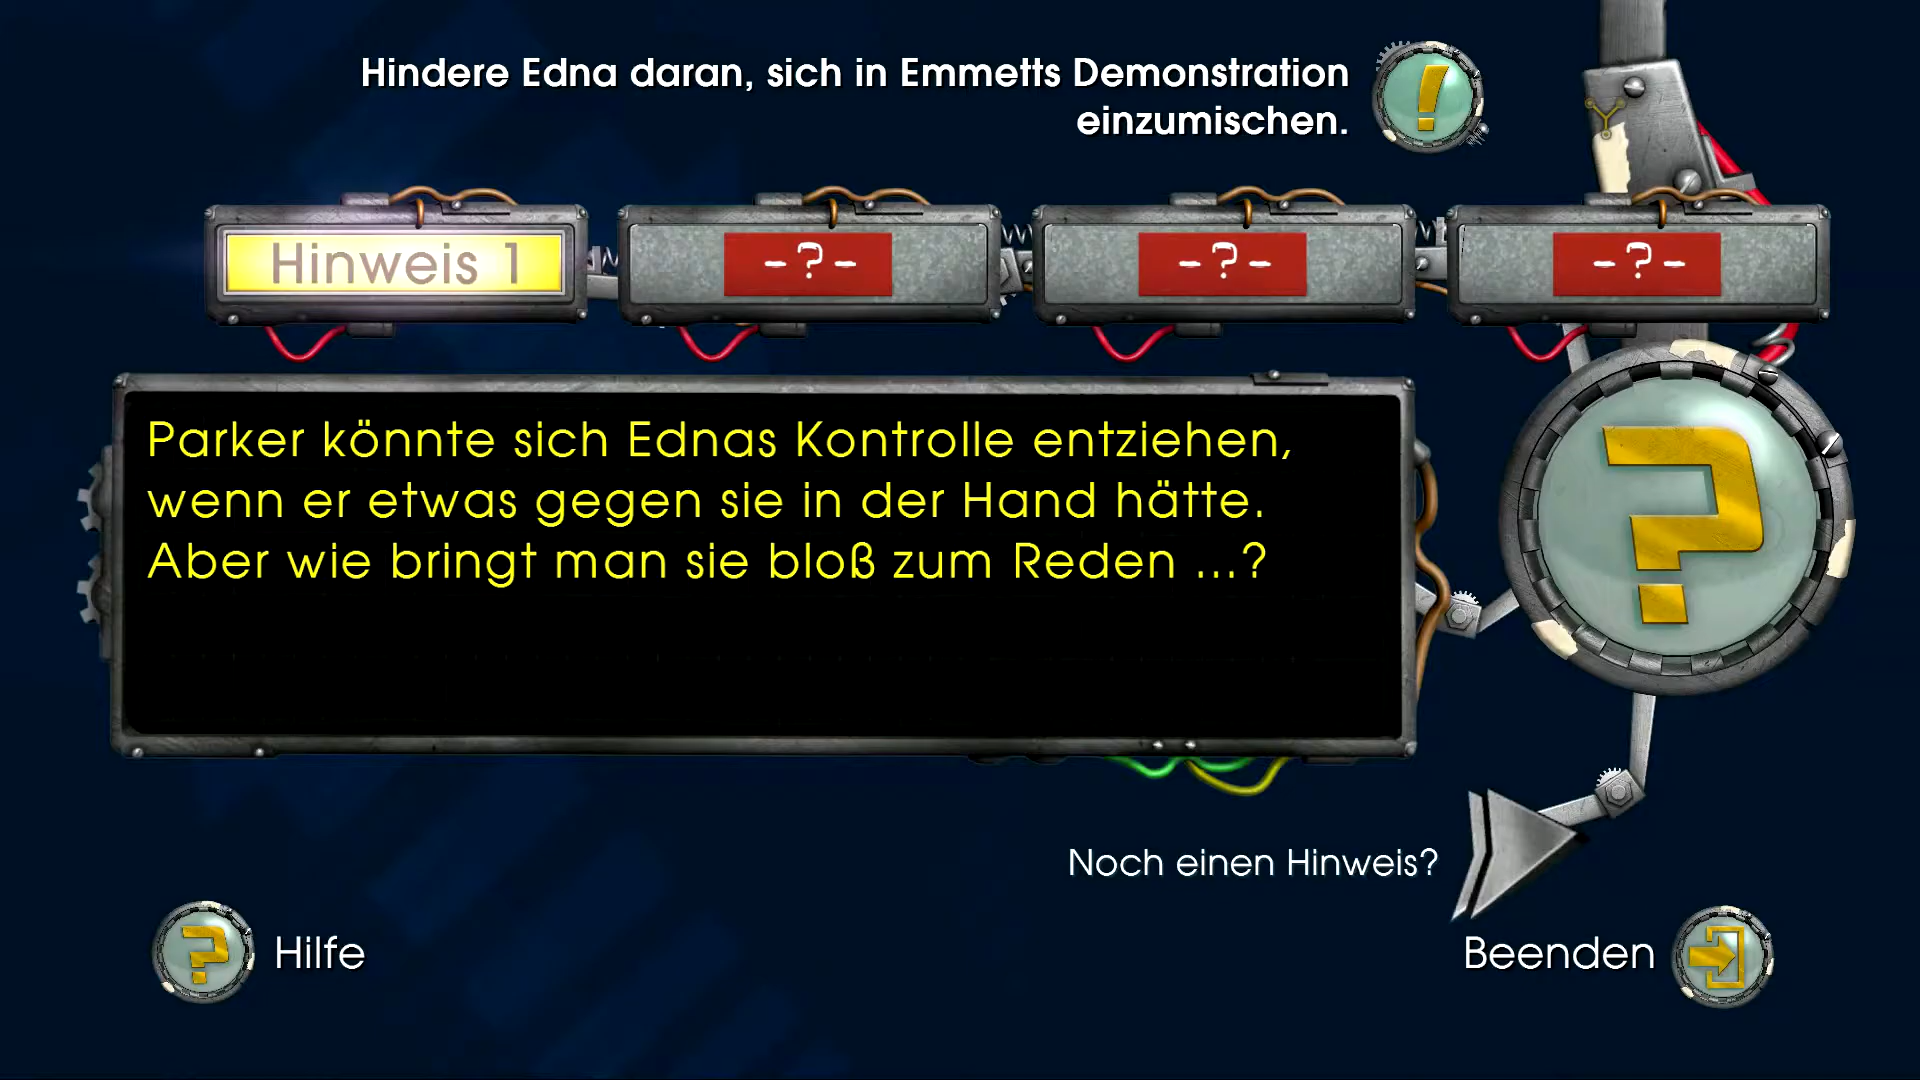 Hindere Edna daran, sich in Emmetts Demonstration
einzumischen.
Hinweis 1
-?-
-?-
-?-
Parker könnte sich Ednas Kontrolle entziehen,
wenn er etwas gegen sie in der Hand hätte.
Aber wie bringt man sie bloß zum Reden ...?
Noch einen Hinweis?
Hilfe
Beenden